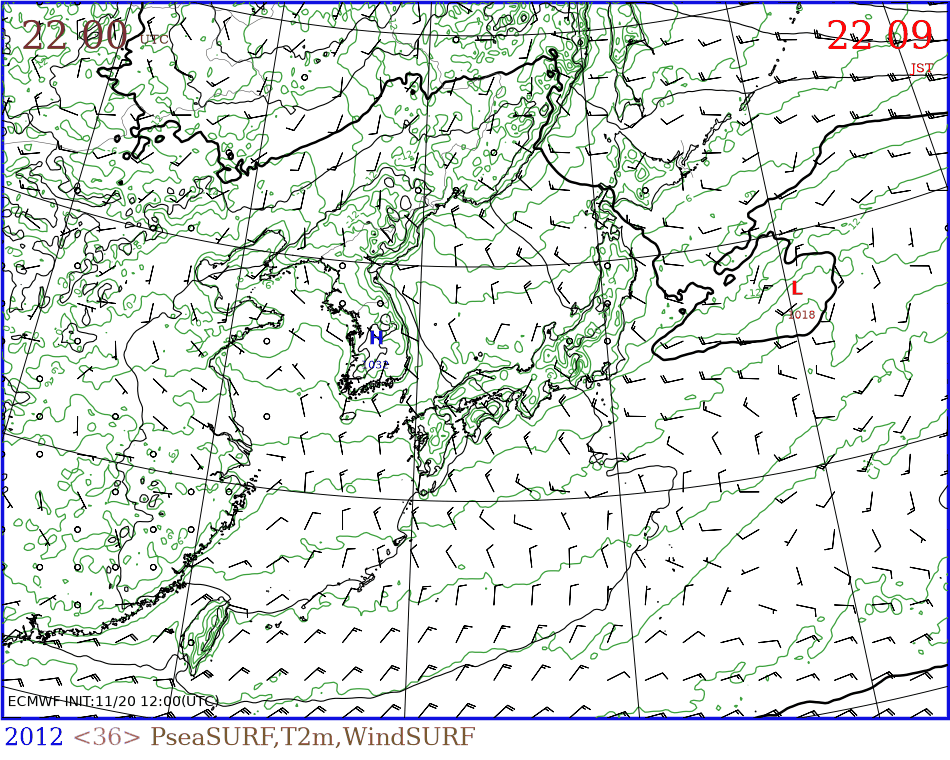 22 00 UTC
22 09
JST
H
L
1018
ECMWF INIT:11/20 12:00(UTC)
2012 <36> PseaSURF,T2m,WindSURF